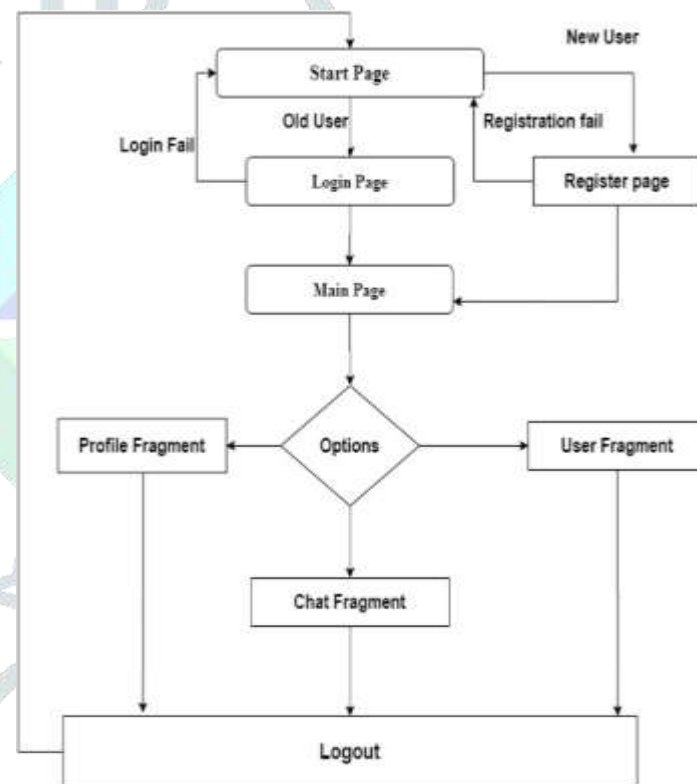 New User
Start Page
Old User
Registration fail
Login Fail
Login Page
Register page
Main Page
Profile Fragment
Options
User Fragment
Chat Fragment
Logout